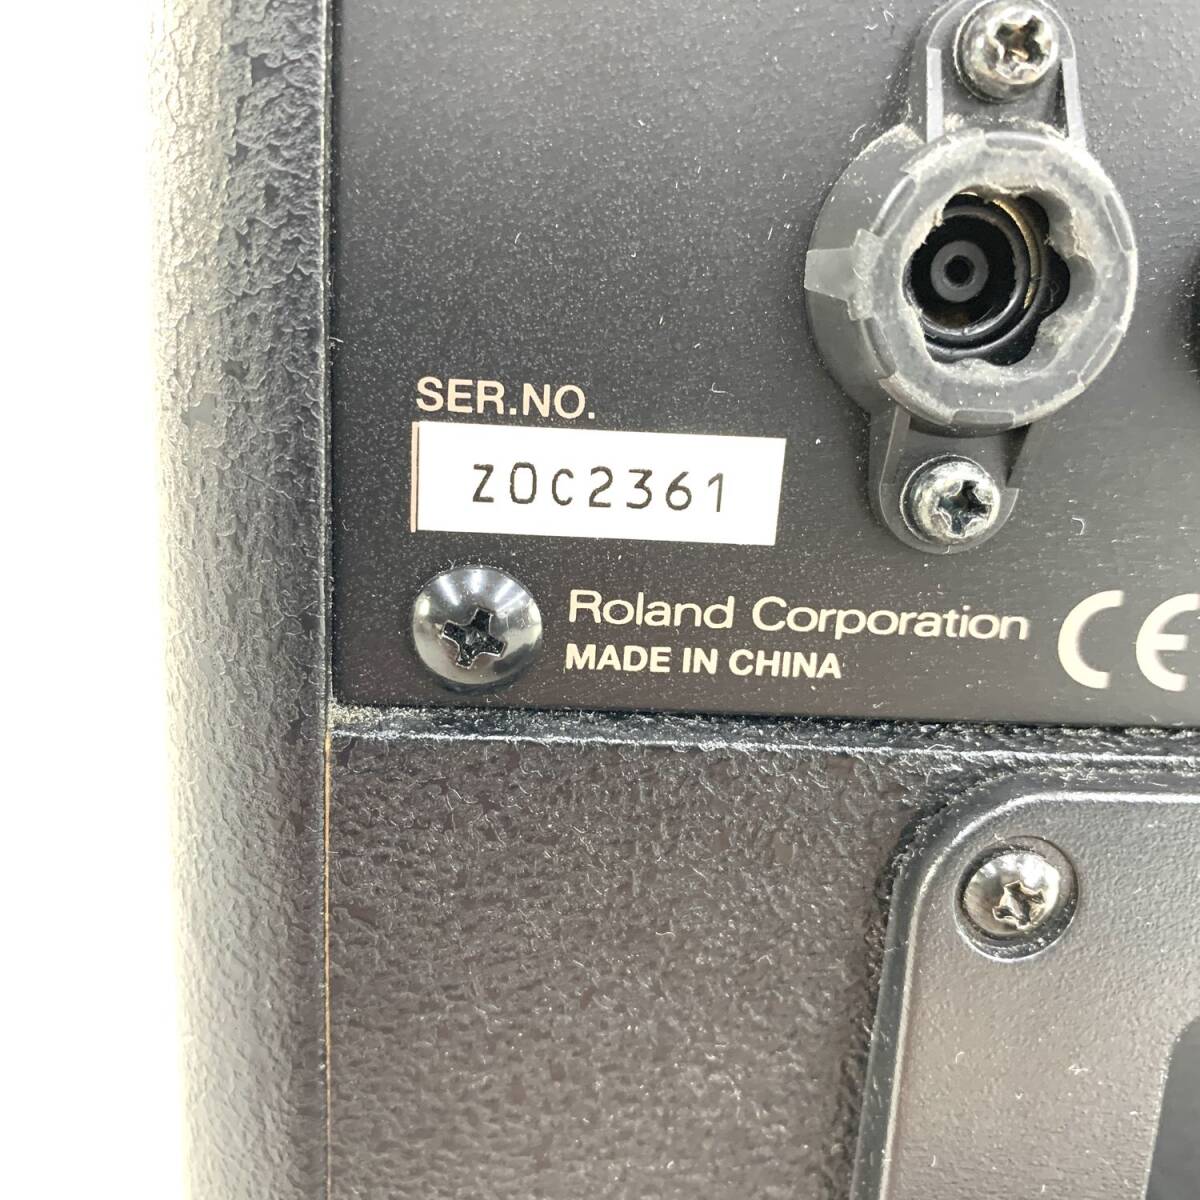 SER.NO.
Z0C2361
Roland Corporation
MADE IN CHINA
CE